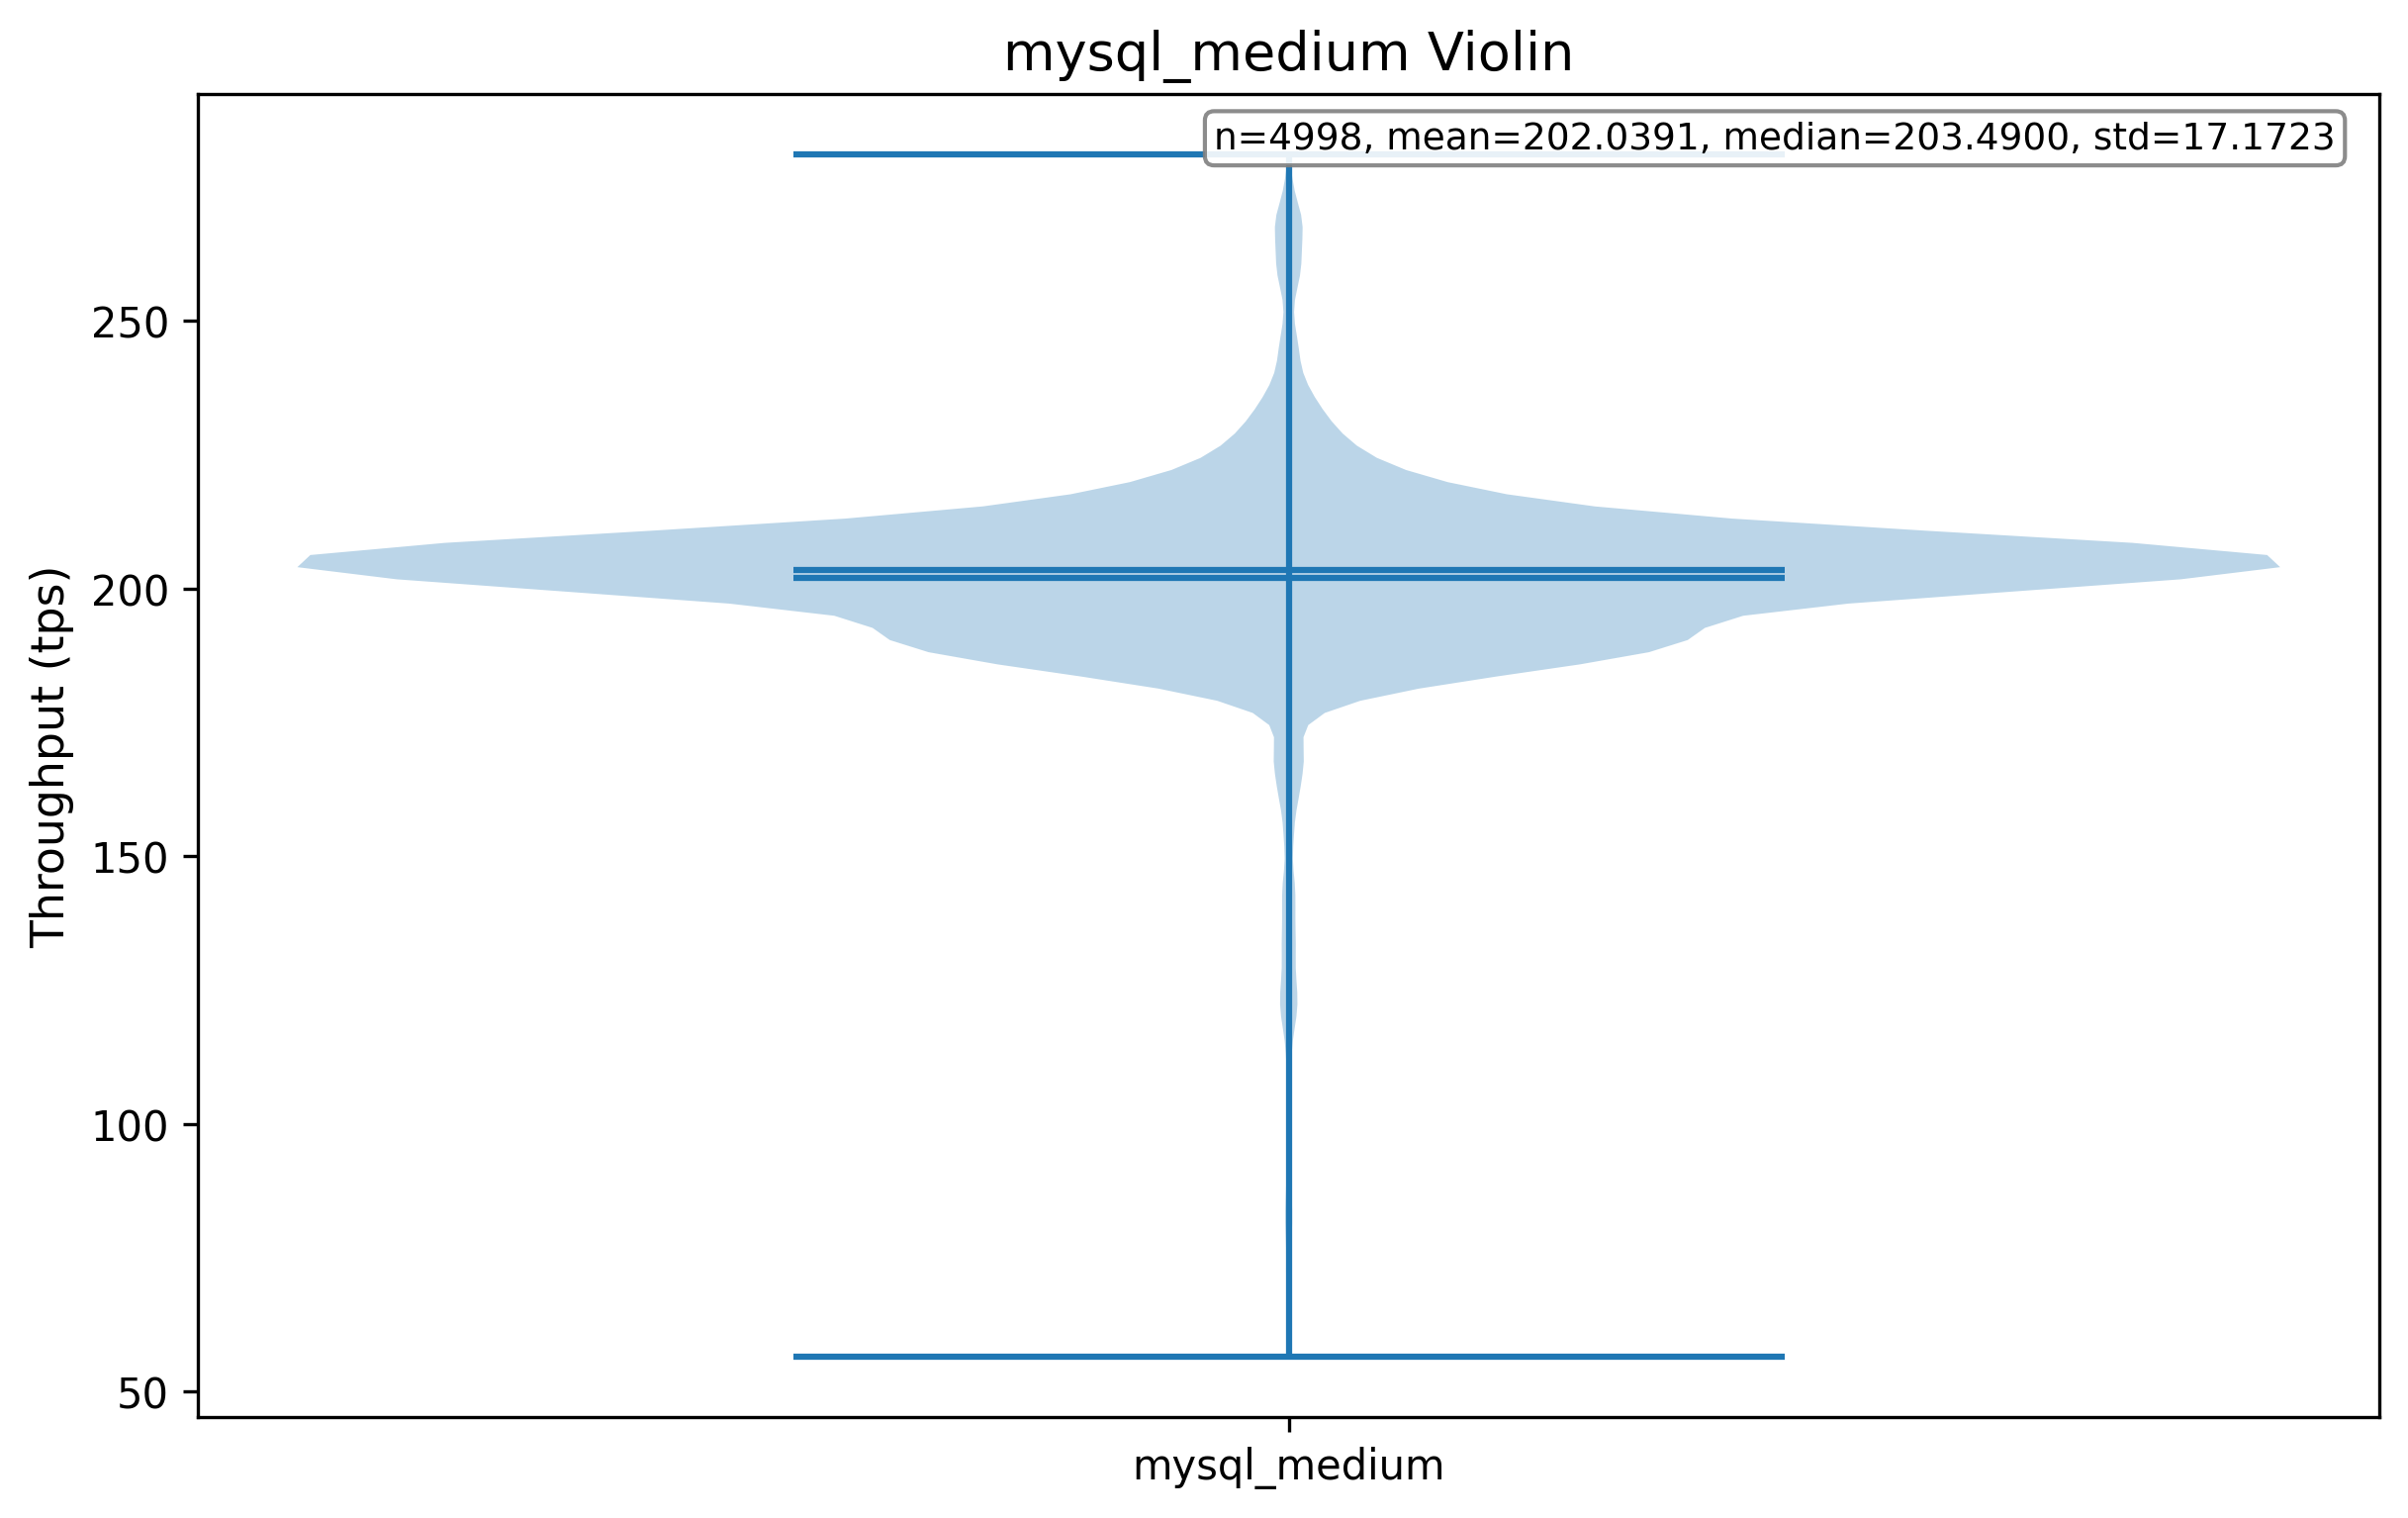 mysql_medium Violin
n=4998, mean=202.0391, median=203.4900, std=17.1723
Throughput (tps)
250
200
150
100
50
mysql_medium